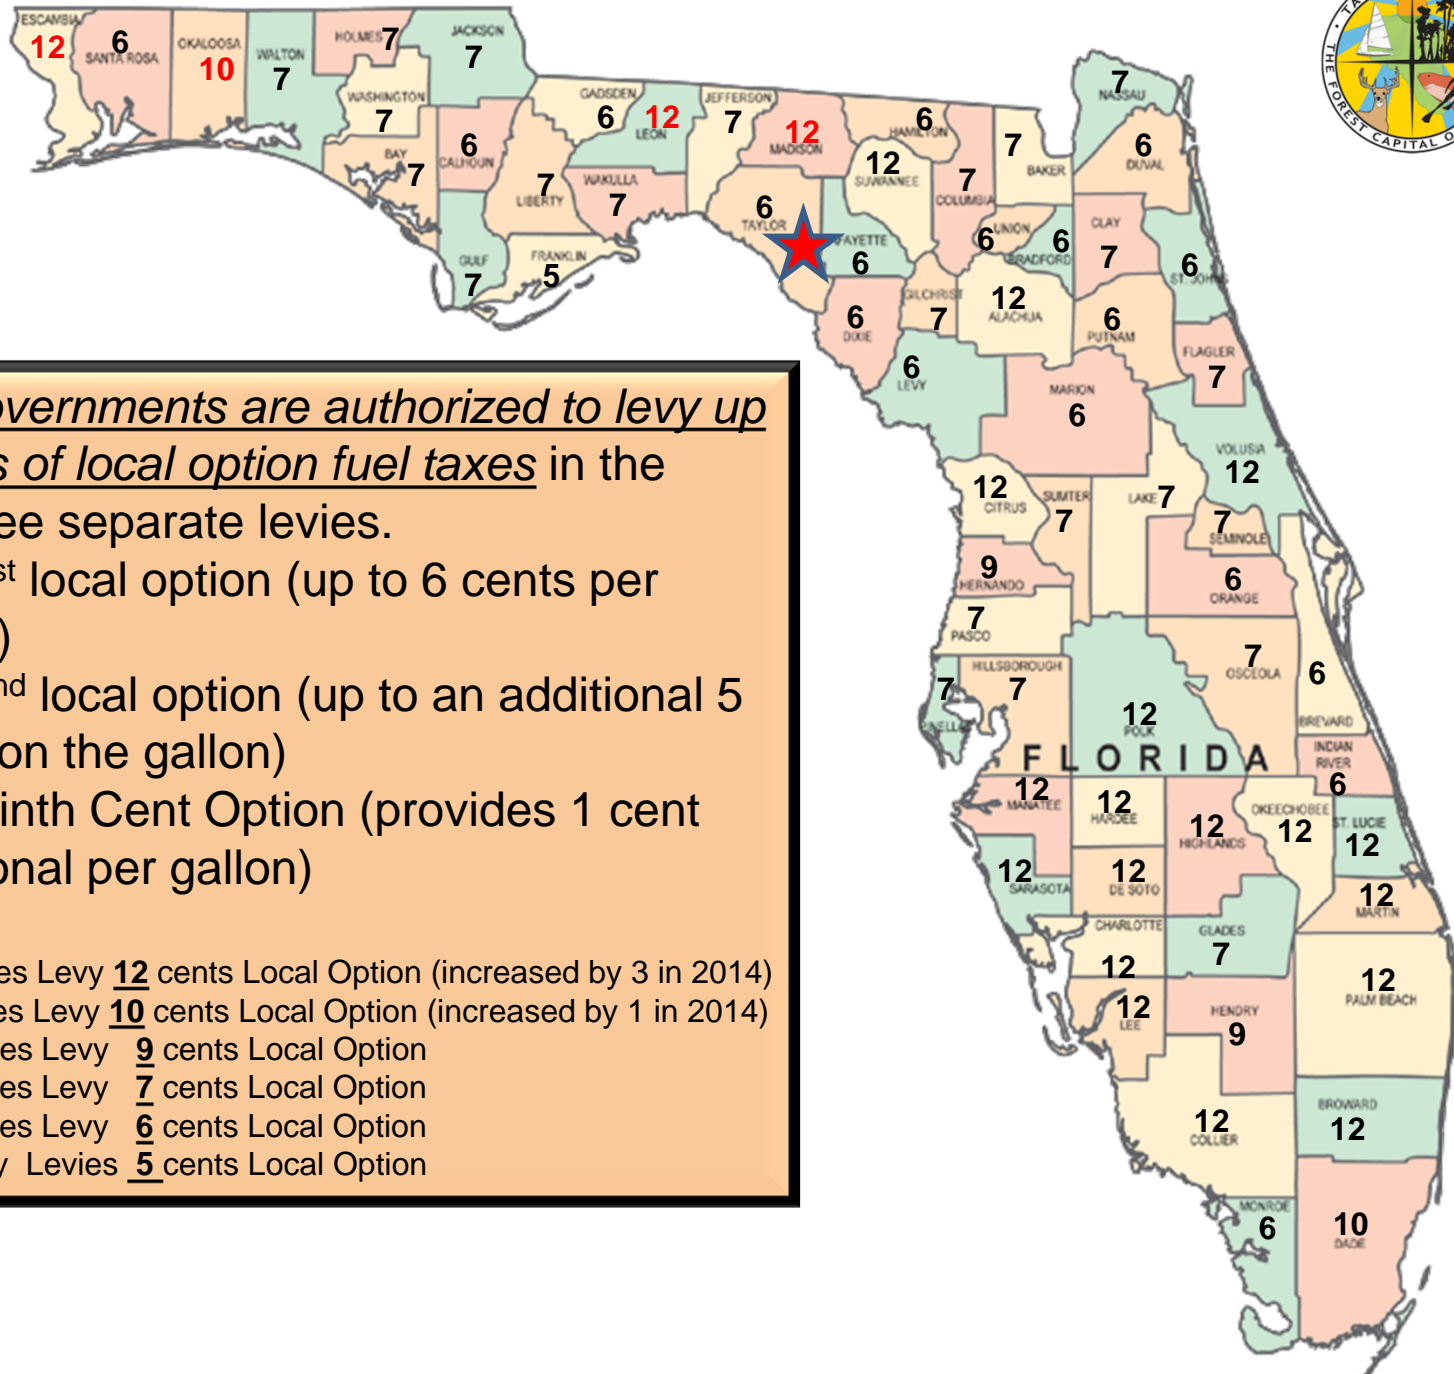 ESCAMBIA
12
6
SANTA ROSA
OKALOOSA
10
WALTON
7
HOLMES 7
JACKSON
7
WASHINGTON
7
BAY
7
6
CALHOUN
GULF
7
7
LIBERTY
GADSDEN
6
12
LEON
WAKULLA
7
FRANKLIN
5
JEFFERSON
7
12
MADISON
6
TAYLOR
6
HAMILTON
12
SUWANNEE
AYETTE
6
7
COLUMBIA
7
BAKER
7
NASSAU
6
DUVAL
UNION
6
6
BRADFORD
CLAY
7
6
ST. JOHNS
6
DIXIE
GILCHRIST
7
12
ALACHUA
6
PUTNAM
FLAGLER
7
6
LEVY
MARION
6
VOLUSIA
12
12
CITRUS
SUMTER
7
LAKE 7
7
SEMINOLE
9
HERNANDO
6
ORANGE
7
PASCO
7
OSCEOLA
6
BREVARD
7
HILLSBOROUGH
7
12
POLK
FLORIDA
INDIAN
RIVER
6
12
MANATEE
12
HARDEE
12
HIGHLANDS
OKEECHOBEE
12
ST. LUCIE
12
12
SARASOTA
12
DE SOTO
12
MARTIN
CHARLOTTE
12
GLADES
7
12
PALM BEACH
12
LEE
HENDRY
9
12
COLLIER
BROWARD
12
MONROE
6
10
DADE
THE FOREST CAPITAL O
overnments are authorized to levy up
s of local option fuel taxes in the
ee separate levies.
st local option (up to 6 cents per
)
nd local option (up to an additional 5
on the gallon)
inth Cent Option (provides 1 cent
onal per gallon)
es Levy 12 cents Local Option (increased by 3 in 2014)
es Levy 10 cents Local Option (increased by 1 in 2014)
es Levy 9 cents Local Option
es Levy 7 cents Local Option
es Levy 6 cents Local Option
y Levies 5 cents Local Option